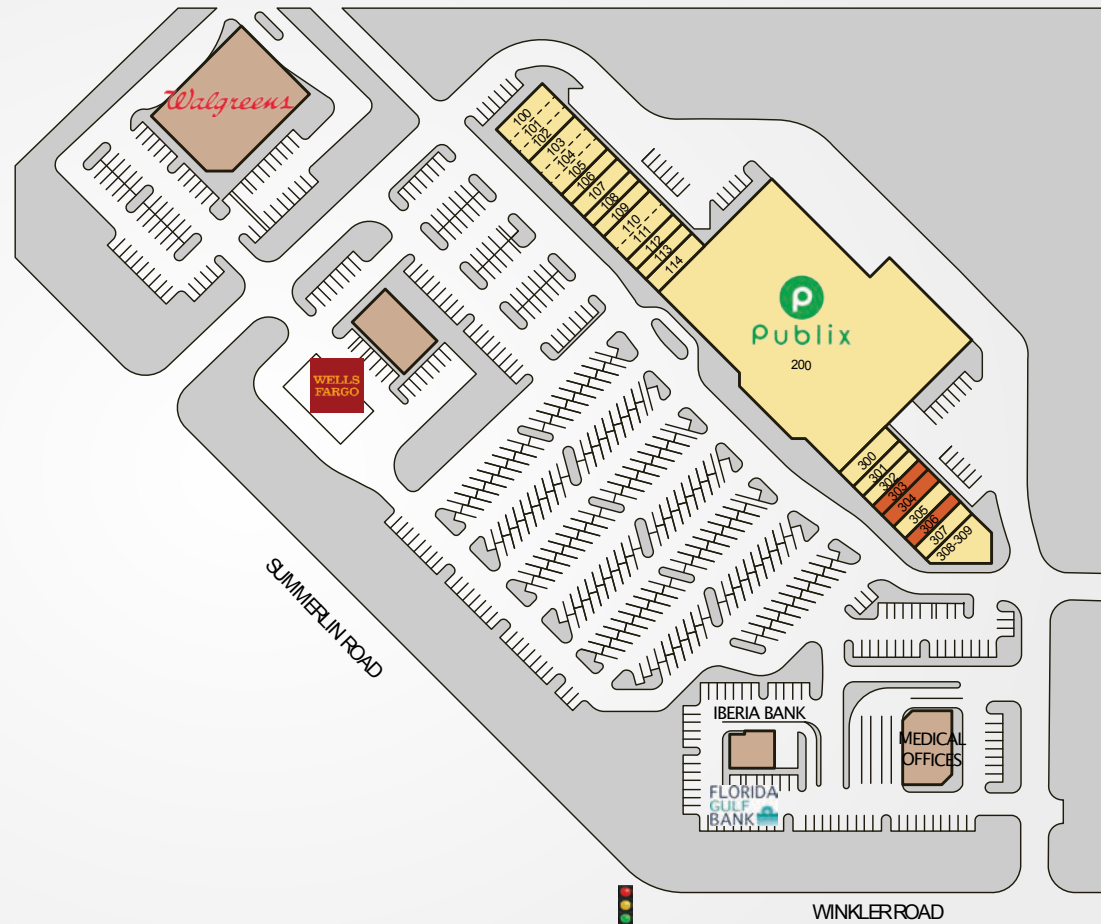 Walgreens
100
101
102
103
104
105
106
107
108
109
110
111
112
113
114
Publix
200
WELLS
FARGO
300
301
302
303
304
305
306
307
308-309
SUMMERLIN ROAD
IBERIA BANK
MEDICAL
OFFICES
FLORIDA
GULF
BANK
WINKLER ROAD